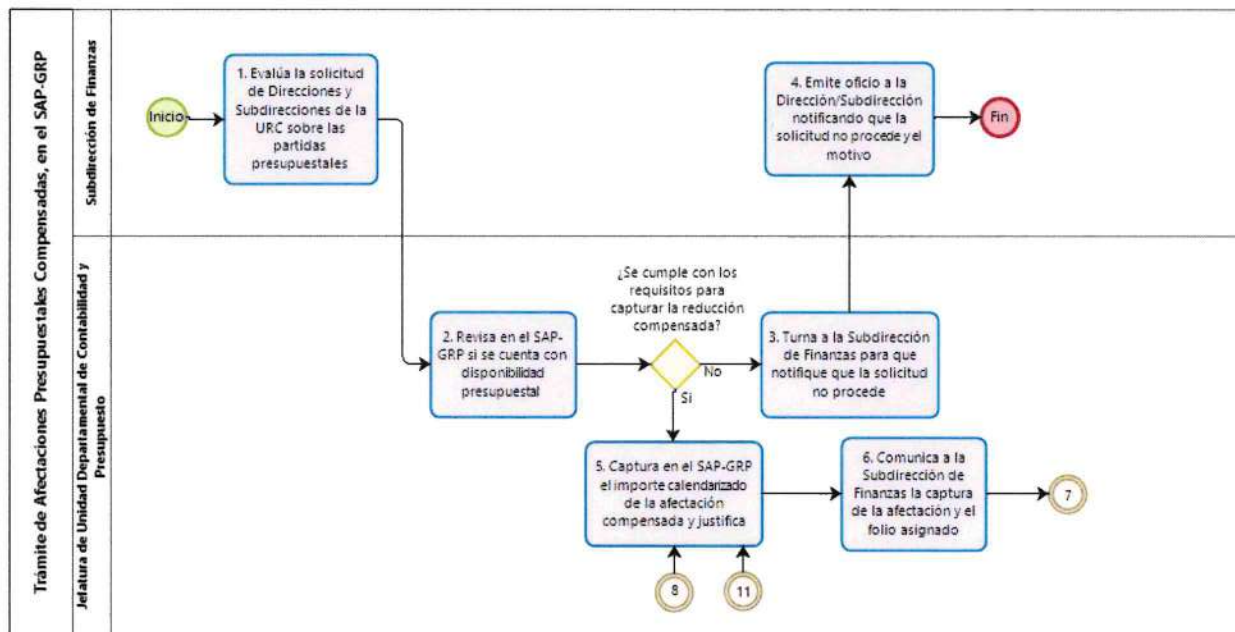 Trámite de Afectaciones Presupuestales Compensadas, en el SAP-GRP
Subdirección de Finanzas
Inicio
1. Evalúa la solicitud
de Direcciones y
Subdirecciones de la
URC sobre las
partidas
presupuestales
4. Emite oficio a la
Dirección/Subdirección
notificando que la
solicitud no procede y el
motivo
Fin
Jefatura de Unidad Departamental de Contabilidad y
Presupuesto
2. Revisa en el SAP-
GRP si se cuenta con
disponibilidad
presupuestal
¿Se cumple con los
requisitos para
capturar la reducción
compensada?
No
Si
3. Turna a la Subdirección
de Finanzas para que
notifique que la solicitud
no procede
5. Captura en el SAP-GRP
el importe calendarizado
de la afectación
compensada y justifica
6. Comunica a la
Subdirección de
Finanzas la captura
de la afectación y el
folio asignado
7
8
11